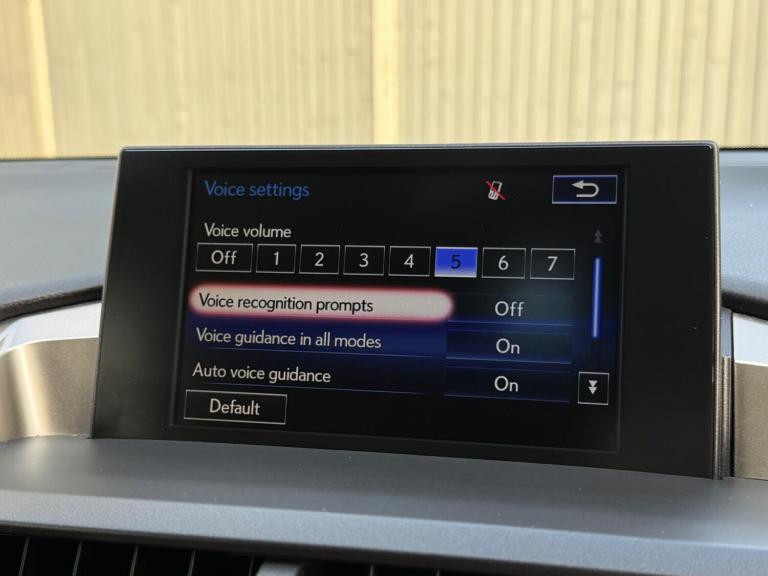 Voice settings
Voice volume
Off 1 2 3 4 5 6 7
Voice recognition prompts Off
Voice guidance in all modes On
Auto voice guidance On
Default